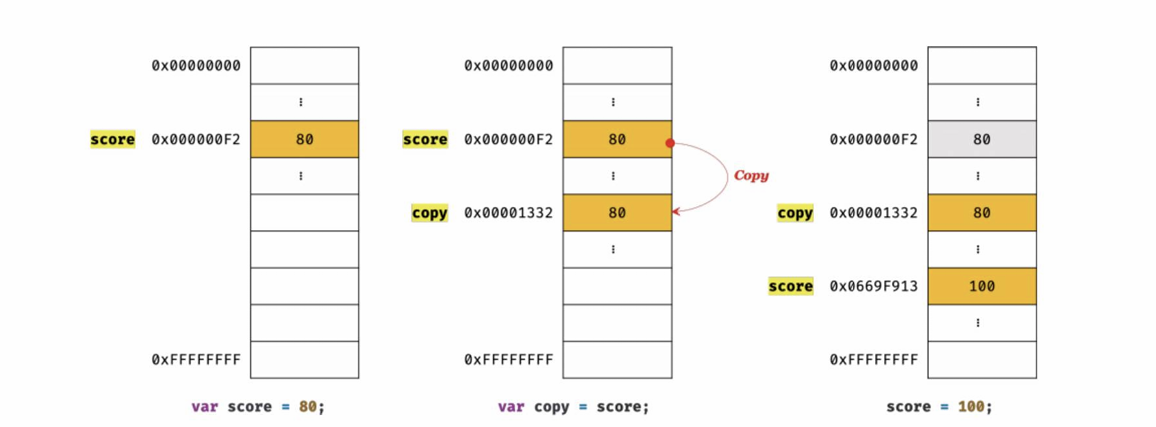 0x00000000
⋮
score 0x000000F2 80
⋮
0xFFFFFFFF
var score = 80;
0x00000000
⋮
score 0x000000F2 80
⋮
Copy
copy 0x00001332 80
⋮
0xFFFFFFFF
var copy = score;
0x00000000
⋮
0x000000F2 80
⋮
copy 0x00001332 80
⋮
score 0x0669F913 100
⋮
0xFFFFFFFF
score = 100;